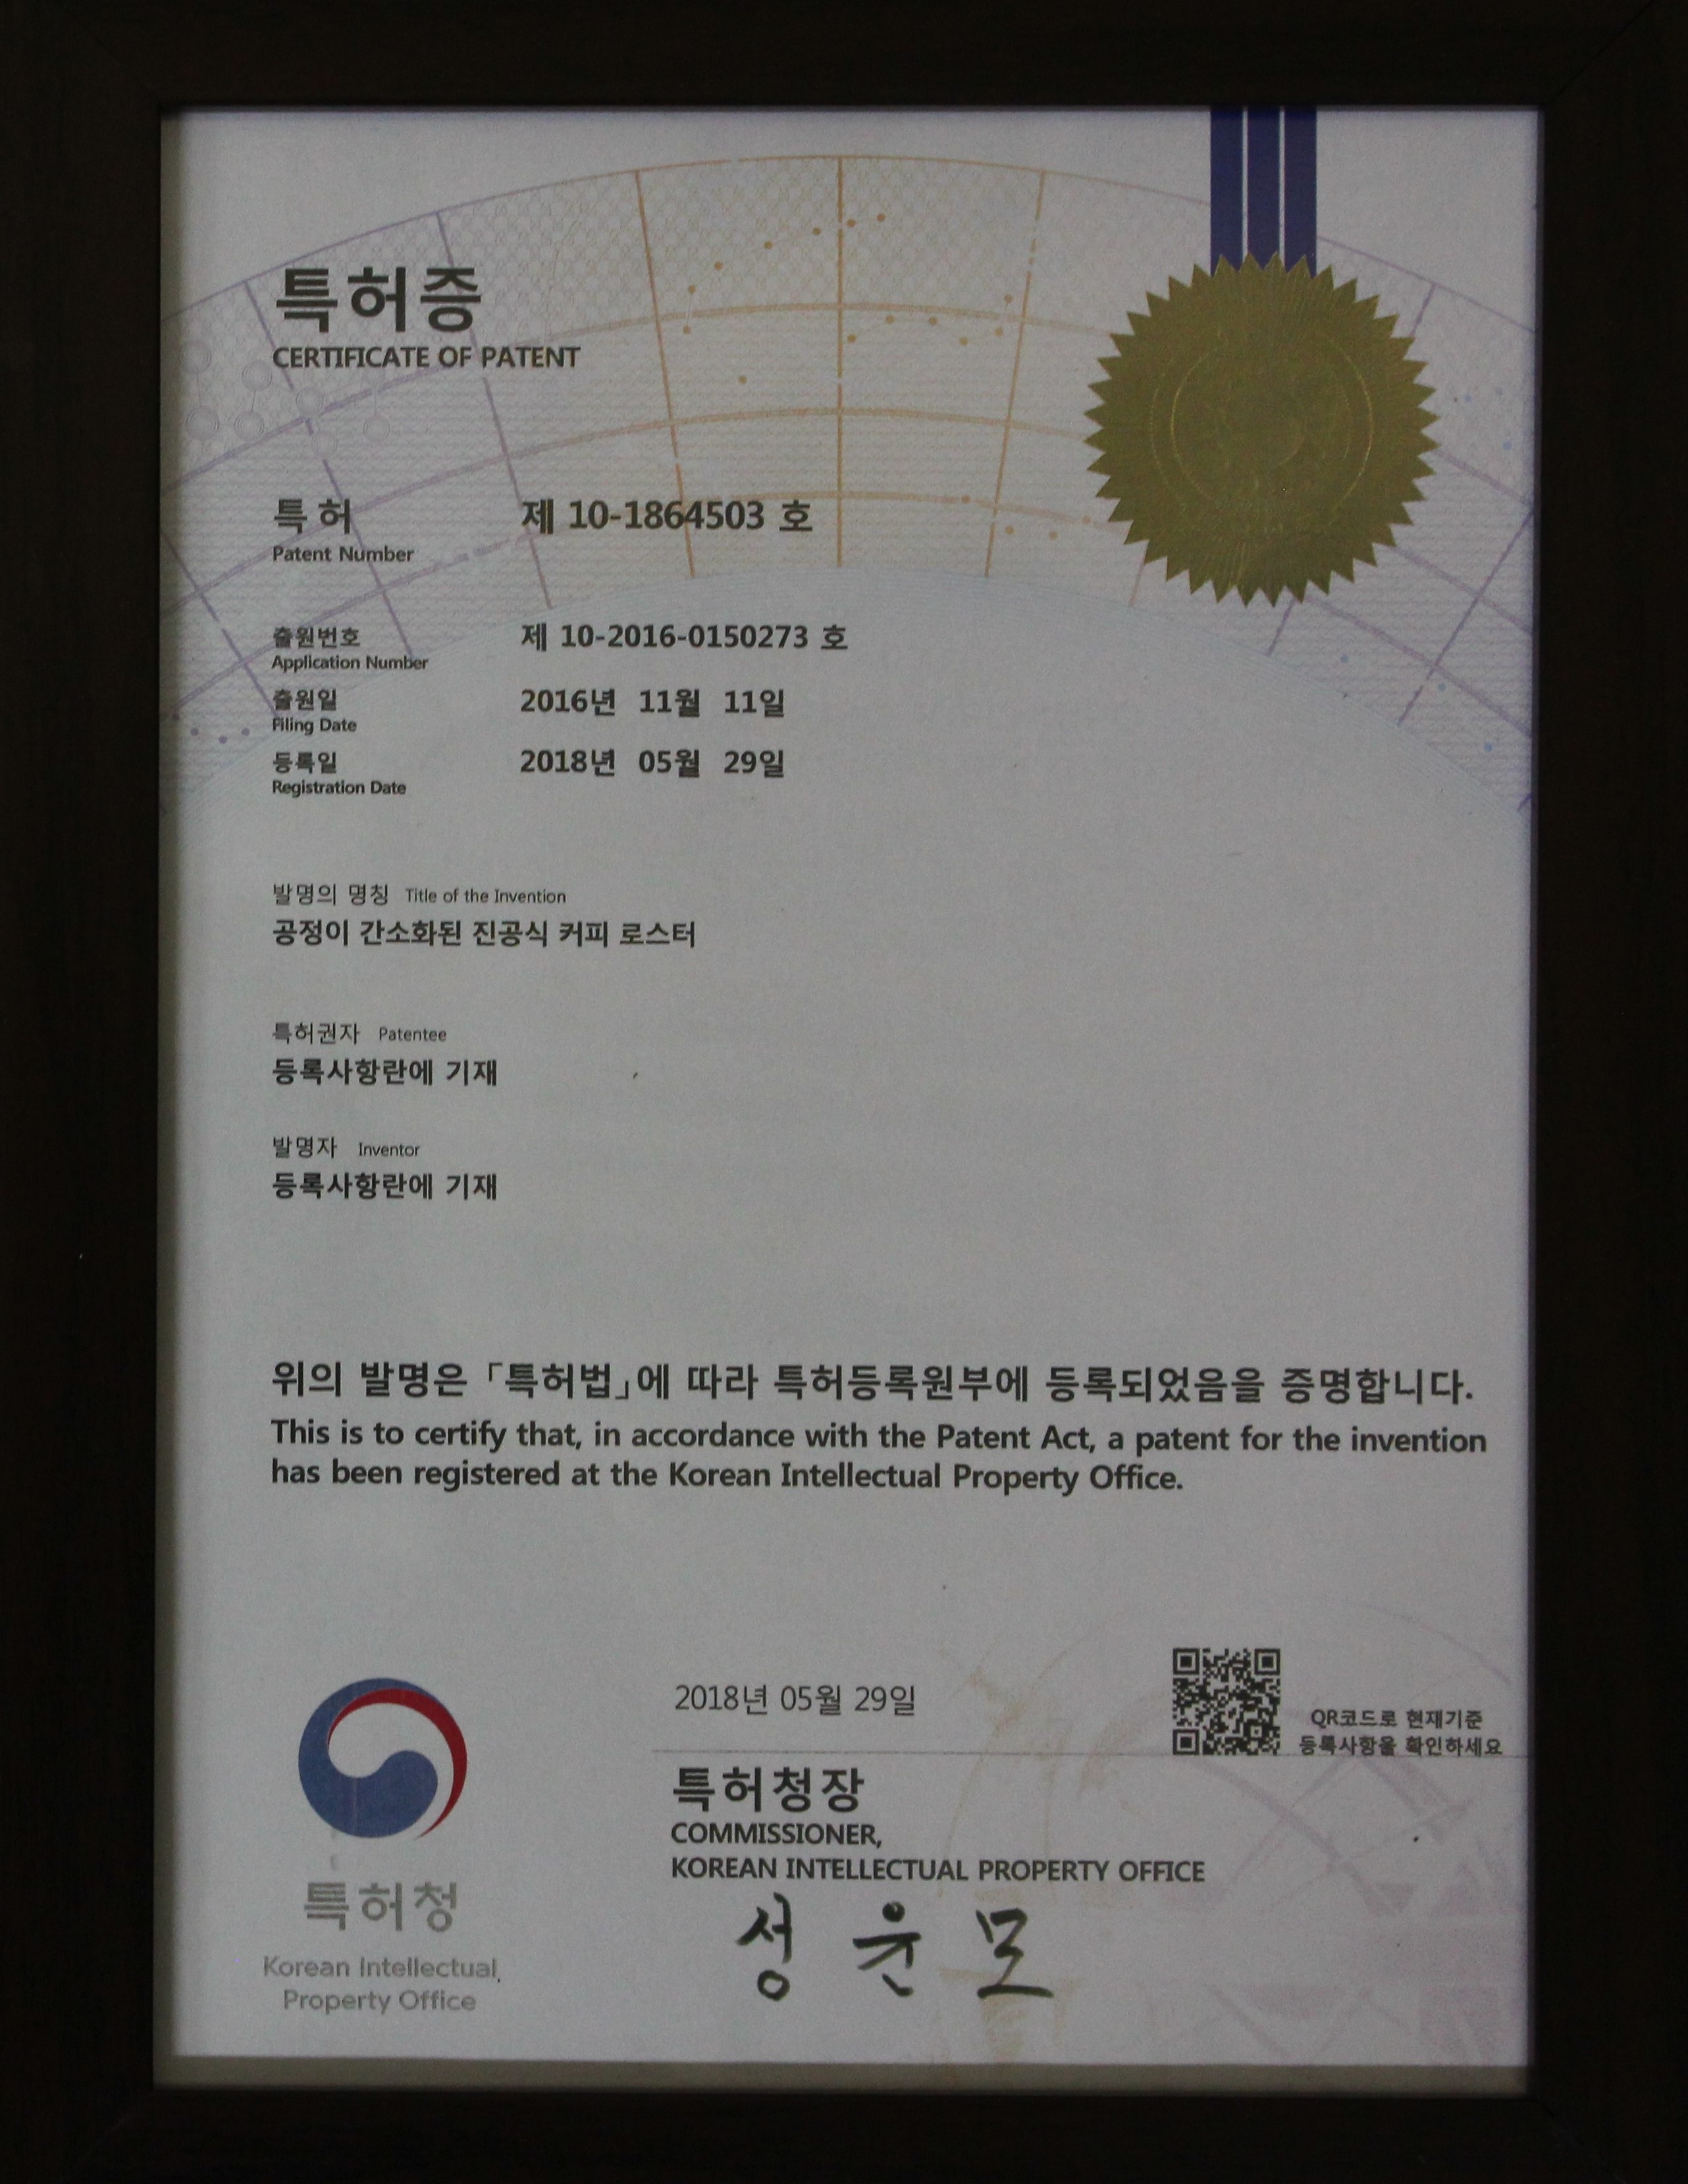 특허증
CERTIFICATE OF PATENT
특 허 제 10-1864503 호
Patent Number
출원번호 제 10-2016-0150273 호
Application Number
출원일 2016년 11월 11일
Filing Date
등록일 2018년 05월 29일
Registration Date
발명의 명칭 Title of the Invention
공정이 간소화된 진공식 커피 로스터
특허권자 Patentee
등록사항란에 기재
발명자 Inventor
등록사항란에 기재
위의 발명은 「특허법」에 따라 특허등록원부에 등록되었음을 증명합니다.
This is to certify that, in accordance with the Patent Act, a patent for the invention
has been registered at the Korean Intellectual Property Office.
2018년 05월 29일
QR코드로 현재기준
등록사항을 확인하세요
특허청장
COMMISSIONER,
KOREAN INTELLECTUAL PROPERTY OFFICE
성 윤 모
특허청
Korean Intellectual
Property Office